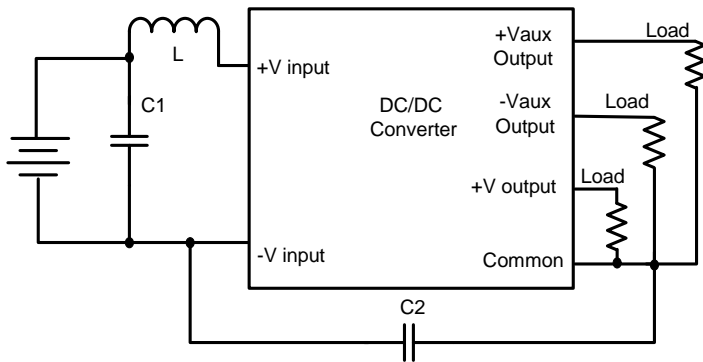 L
C1
+V input
-V input
DC/DC
Converter
+Vaux
Output
-Vaux
Output
+V output
Common
Load
Load
Load
C2